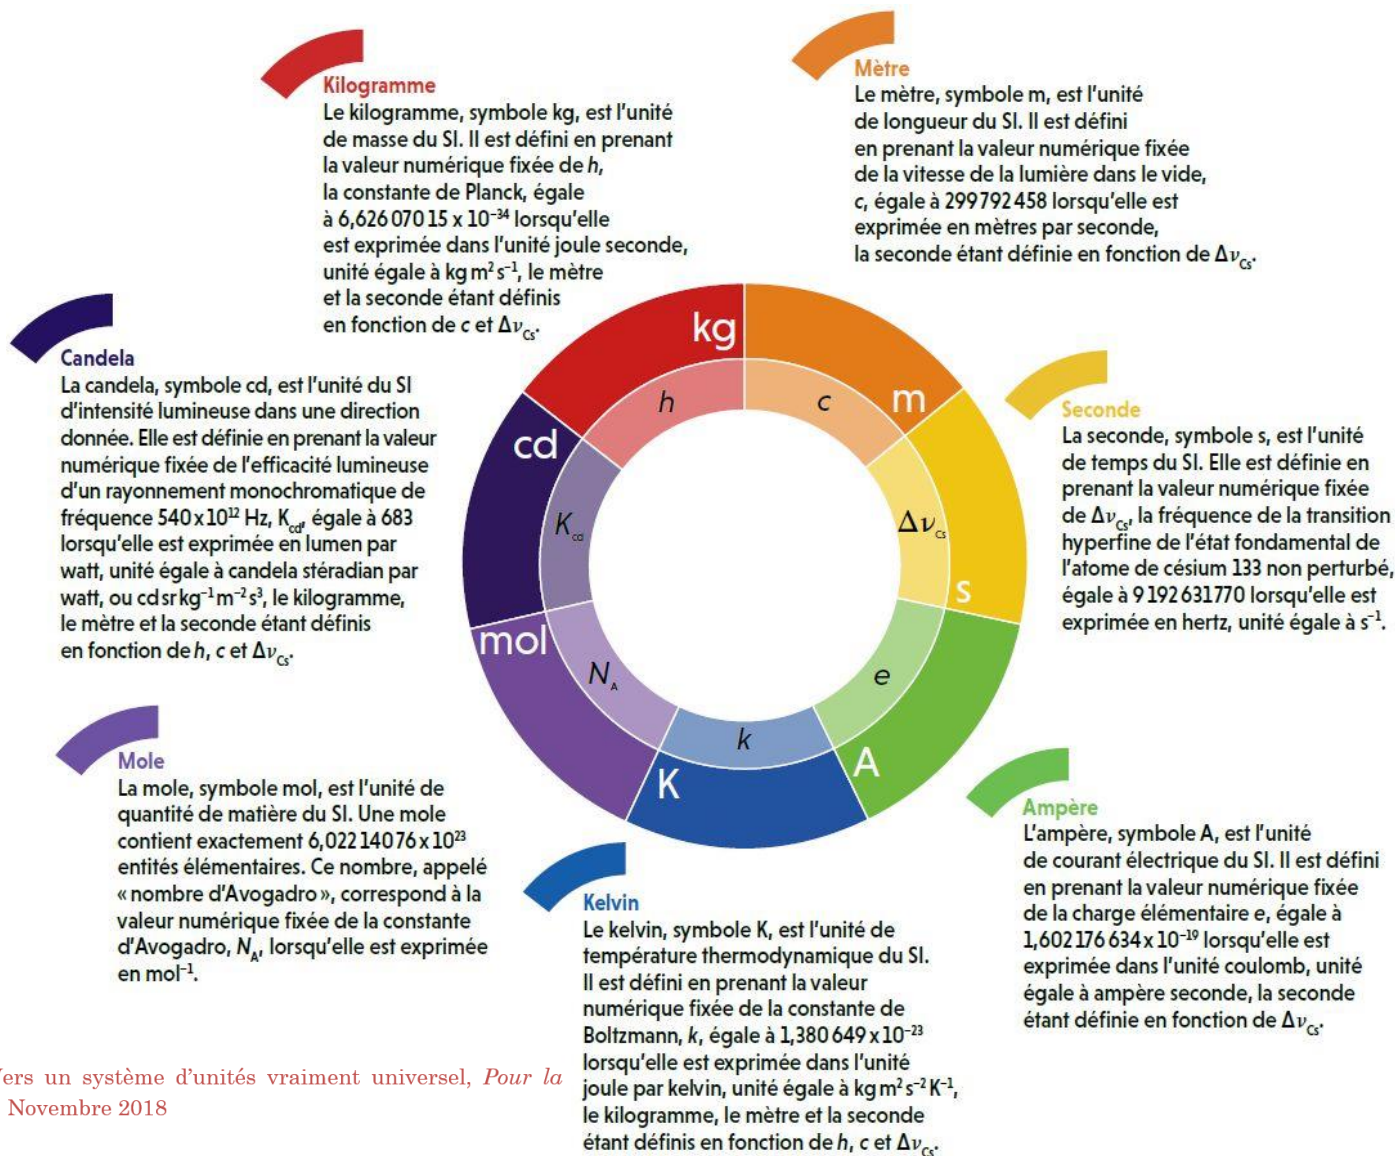 Kilogramme
Le kilogramme, symbole kg, est l'unité
de masse du SI. Il est défini en prenant
la valeur numérique fixée de h,
la constante de Planck, égale
à 6,626 070 15 x 10⁻³⁴ lorsqu'elle
est exprimée dans l'unité joule seconde,
unité égale à kg m² s⁻¹, le mètre
et la seconde étant définis
en fonction de c et Δν_Cs.
Mètre
Le mètre, symbole m, est l'unité
de longueur du SI. Il est défini
en prenant la valeur numérique fixée
de la vitesse de la lumière dans le vide,
c, égale à 299 792 458 lorsqu'elle est
exprimée en mètres par seconde,
la seconde étant définie en fonction de Δν_Cs.
Candela
La candela, symbole cd, est l'unité du SI
d'intensité lumineuse dans une direction
donnée. Elle est définie en prenant la valeur
numérique fixée de l'efficacité lumineuse
d'un rayonnement monochromatique de
fréquence 540 x 10¹² Hz, K_cd, égale à 683
lorsqu'elle est exprimée en lumen par
watt, unité égale à candela stéradian par
watt, ou cd sr kg⁻¹ m⁻² s³, le kilogramme,
le mètre et la seconde étant définis
en fonction de h, c et Δν_Cs.
kg
h
c
m
cd
K_cd
Δν_Cs
s
mol
N_A
e
k
K
A
Seconde
La seconde, symbole s, est l'unité
de temps du SI. Elle est définie en
prenant la valeur numérique fixée
de Δν_Cs, la fréquence de la transition
hyperfine de l'état fondamental de
l'atome de césium 133 non perturbé,
égale à 9 192 631 770 lorsqu'elle est
exprimée en hertz, unité égale à s⁻¹.
Mole
La mole, symbole mol, est l'unité de
quantité de matière du SI. Une mole
contient exactement 6,022 140 76 x 10²³
entités élémentaires. Ce nombre, appelé
« nombre d'Avogadro », correspond à la
valeur numérique fixée de la constante
d'Avogadro, N_A, lorsqu'elle est exprimée
en mol⁻¹.
Kelvin
Le kelvin, symbole K, est l'unité de
température thermodynamique du SI.
Il est défini en prenant la valeur
numérique fixée de la constante de
Boltzmann, k, égale à 1,380 649 x 10⁻²³
lorsqu'elle est exprimée dans l'unité
joule par kelvin, unité égale à kg m² s⁻² K⁻¹,
le kilogramme, le mètre et la seconde
étant définis en fonction de h, c et Δν_Cs.
Ampère
L'ampère, symbole A, est l'unité
de courant électrique du SI. Il est défini
en prenant la valeur numérique fixée
de la charge élémentaire e, égale à
1,602 176 634 x 10⁻¹⁹ lorsqu'elle est
exprimée dans l'unité coulomb, unité
égale à ampère seconde, la seconde
étant définie en fonction de Δν_Cs.
ers un système d'unités vraiment universel, Pour la
Novembre 2018